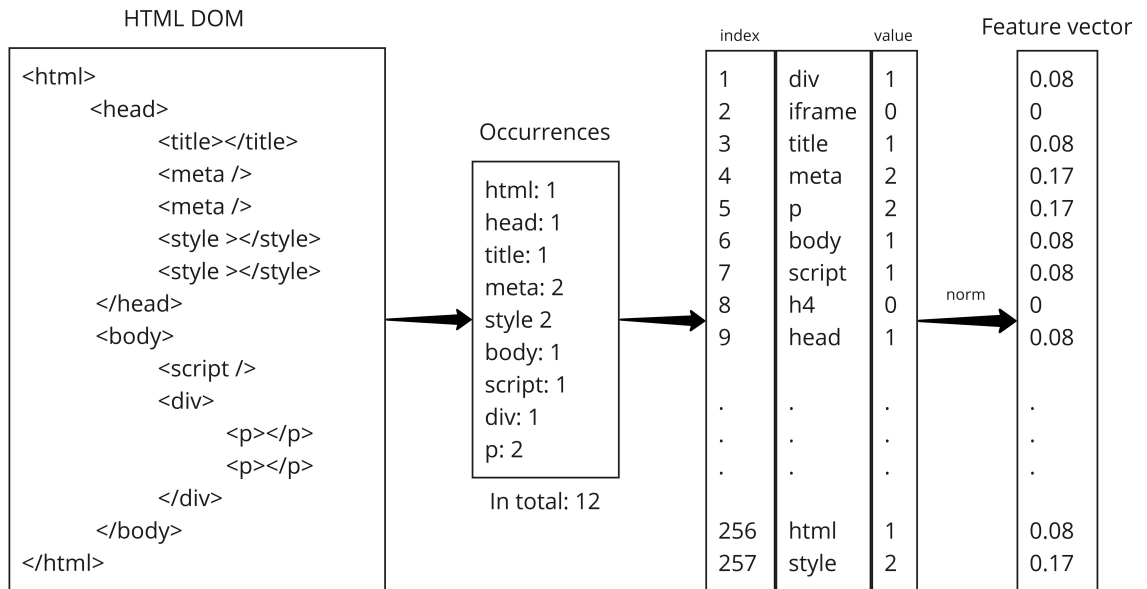 HTML DOM
<html>
<head>
<title></title>
<meta />
<meta />
<style ></style>
<style ></style>
</head>
<body>
<script />
<div>
<p></p>
<p></p>
</div>
</body>
</html>
Occurrences
html: 1
head: 1
title: 1
meta: 2
style 2
body: 1
script: 1
div: 1
p: 2
In total: 12
index value
1 div 1
2 iframe 0
3 title 1
4 meta 2
5 p 2
6 body 1
7 script 1
8 h4 0
9 head 1
. . .
. . .
. . .
256 html 1
257 style 2
norm
Feature vector
0.08
0
0.08
0.17
0.17
0.08
0.08
0
0.08
.
.
.
0.08
0.17